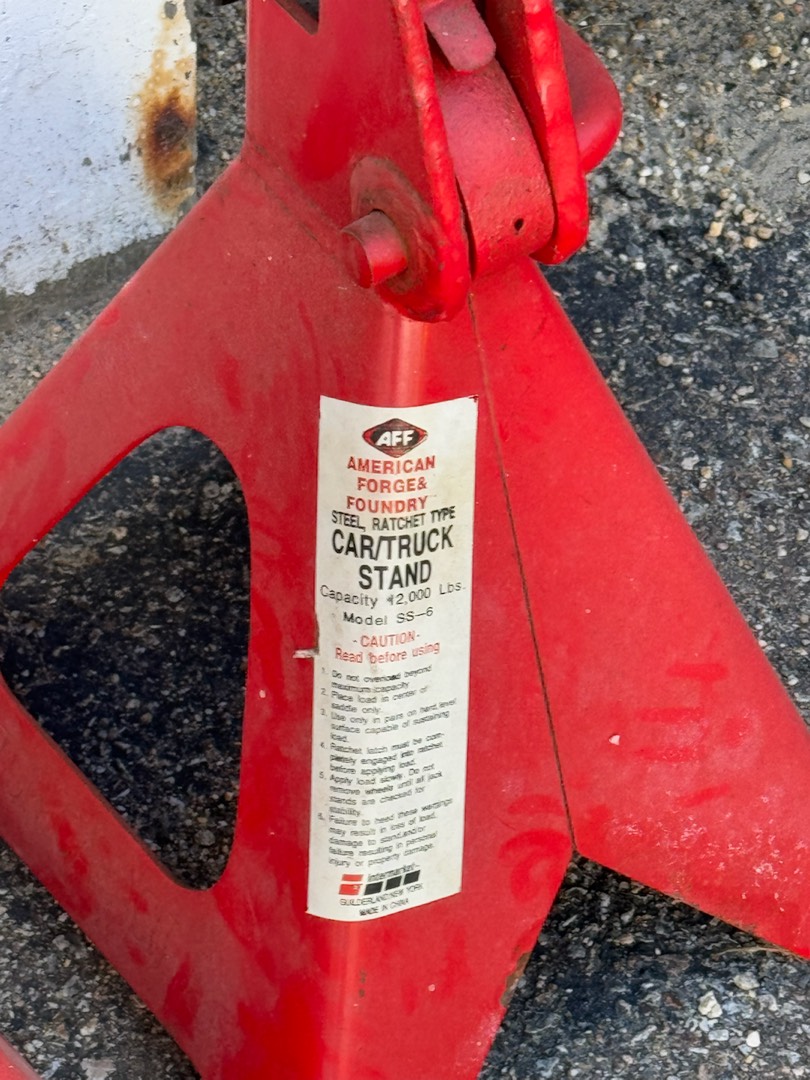 AFF
AMERICAN
FORGE&
FOUNDRY
STEEL, RATCHET TYPE
CAR/TRUCK
STAND
Capacity 12,000 Lbs.
Model SS-6
-CAUTION-
Read before using
1. Do not overload beyond
maximum capacity.
2. Place load in center of
saddle only.
3. Use only in pairs on hard, level
surface capable of sustaining
load.
4. Ratchet latch must be com-
pletely engaged into ratchet
before applying load.
5. Apply load slowly. Do not
remove wheels until all jack
stands are checked for
stability.
6. Failure to heed these warnings
may result in loss of load,
damage to stand,and/or
failure resulting in personal
injury or property damage.
intermarket
GUILDERLAND, NEW YORK
MADE IN CHINA